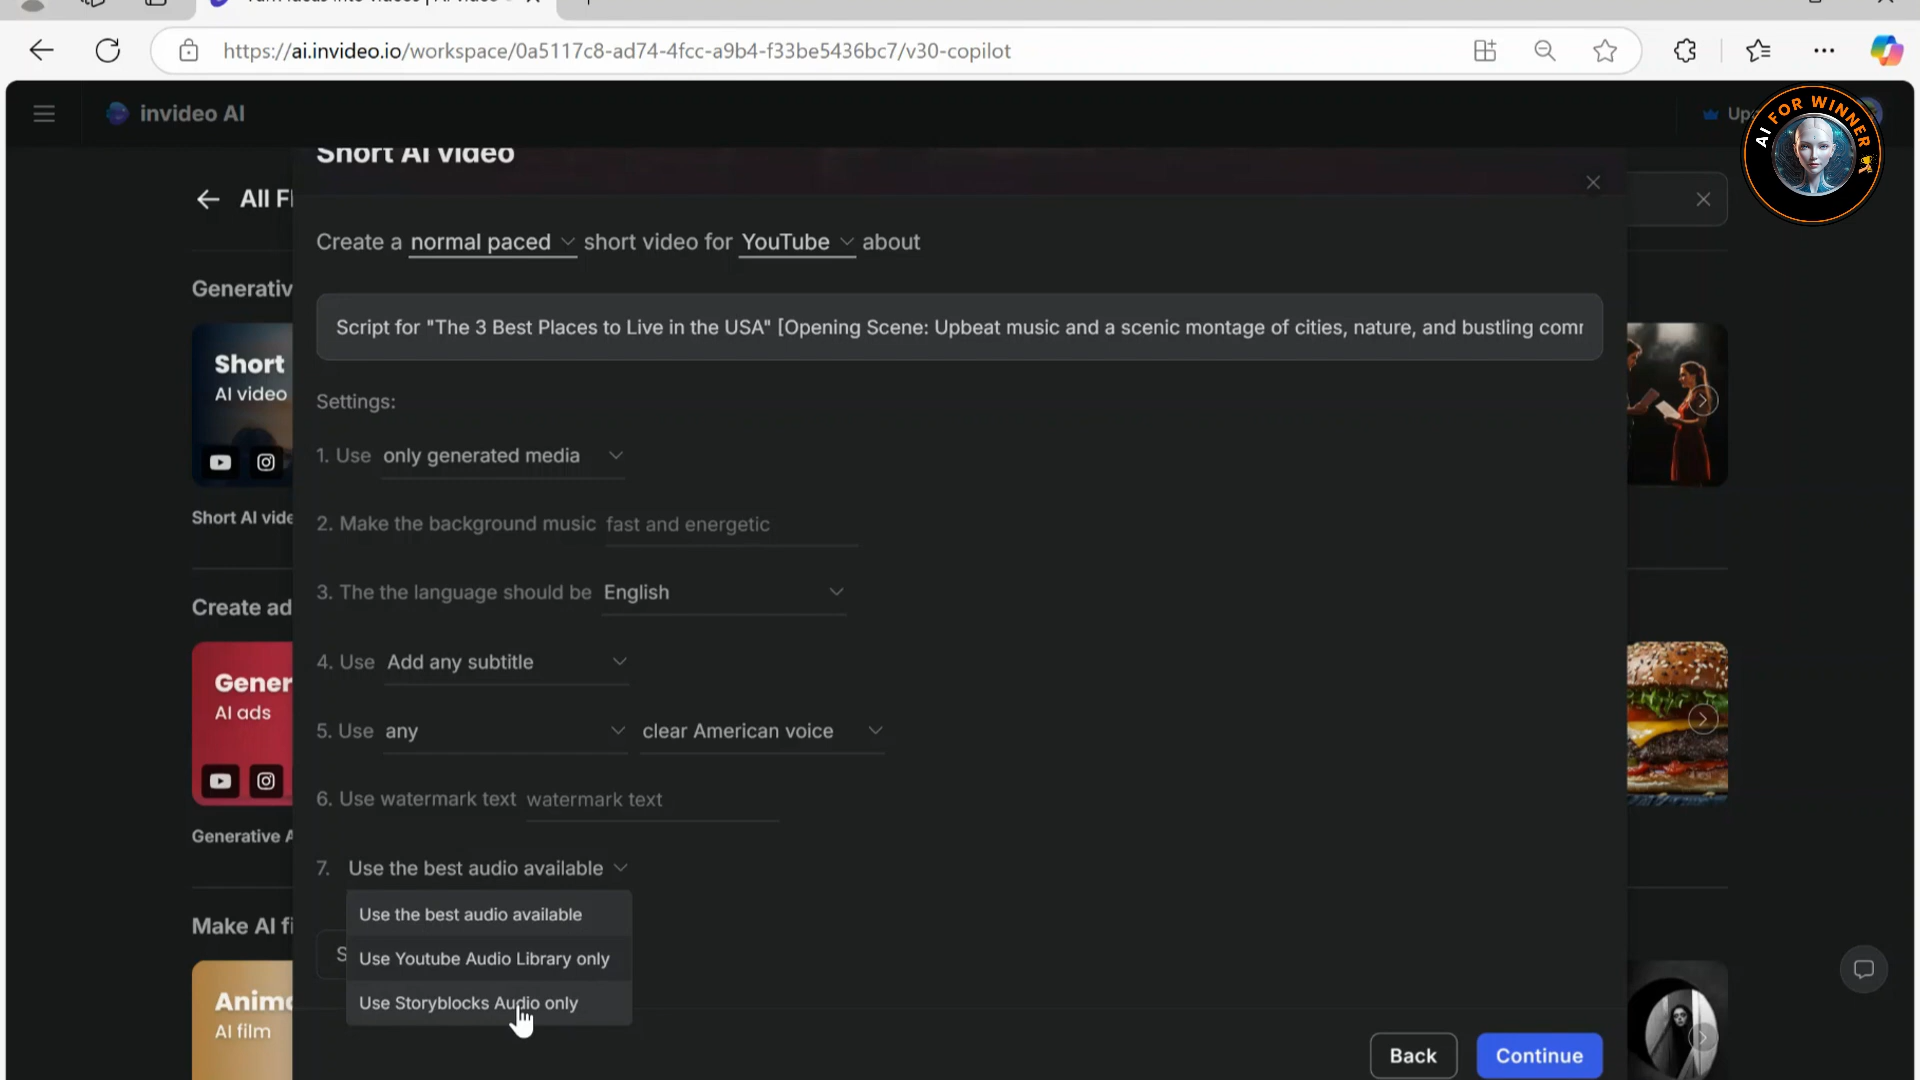 https://ai.invideo.io/workspace/0a5117c8-ad74-4fcc-a9b4-f33be5436bc7/v30-copilot
invideo AI
AI FOR WINNER
Short AI video
All
Create a normal paced short video for YouTube about
Generativ
Script for "The 3 Best Places to Live in the USA" [Opening Scene: Upbeat music and a scenic montage of cities, nature, and bustling comm
Short
AI video
Settings:
1. Use only generated media
Short AI vide
2. Make the background music fast and energetic
3. The the language should be English
Create ad
4. Use Add any subtitle
Gener
AI ads
5. Use any clear American voice
6. Use watermark text watermark text
Generative A
7. Use the best audio available
Use the best audio available
Make AI fi
Use Youtube Audio Library only
Use Storyblocks Audio only
Anima
AI film
Back
Continue